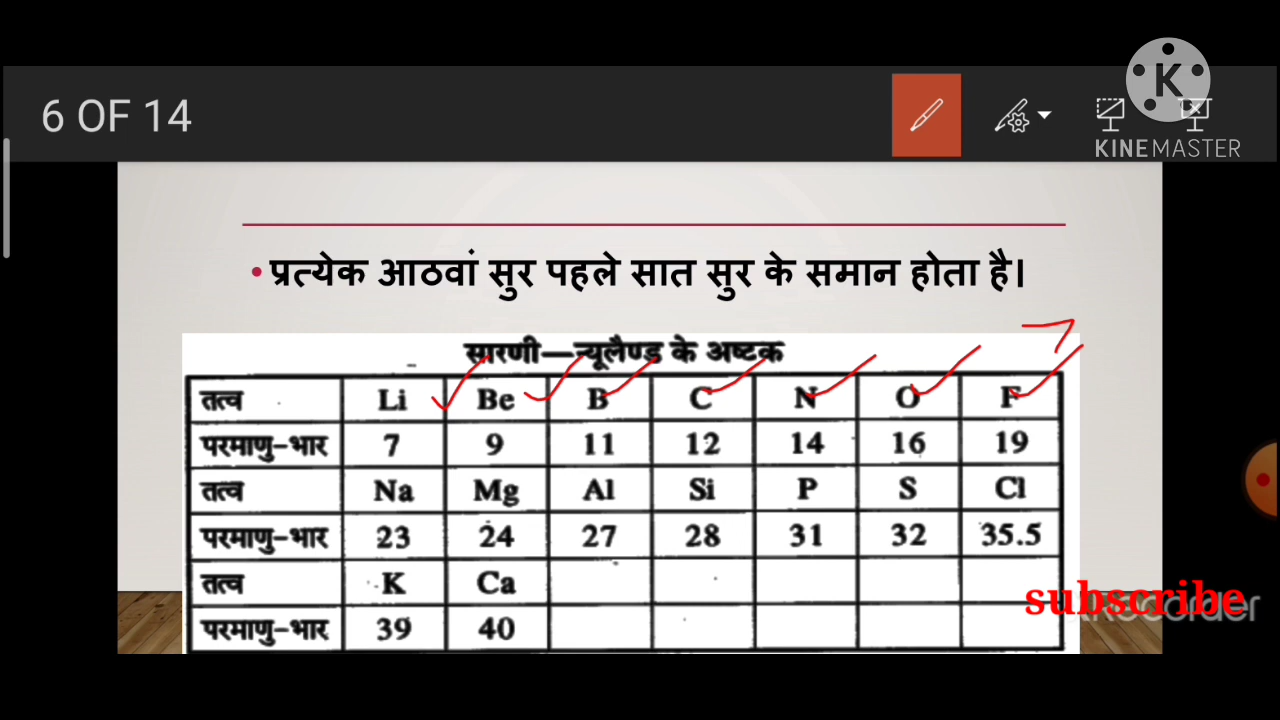 6 OF 14
KINEMASTER
• प्रत्येक आठवां सुर पहले सात सुर के समान होता है।
सारणी—न्यूलैण्ड के अष्टक
तत्व Li Be B C N O F
परमाणु-भार 7 9 11 12 14 16 19
तत्व Na Mg Al Si P S Cl
परमाणु-भार 23 24 27 28 31 32 35.5
तत्व K Ca
परमाणु-भार 39 40
subscribe